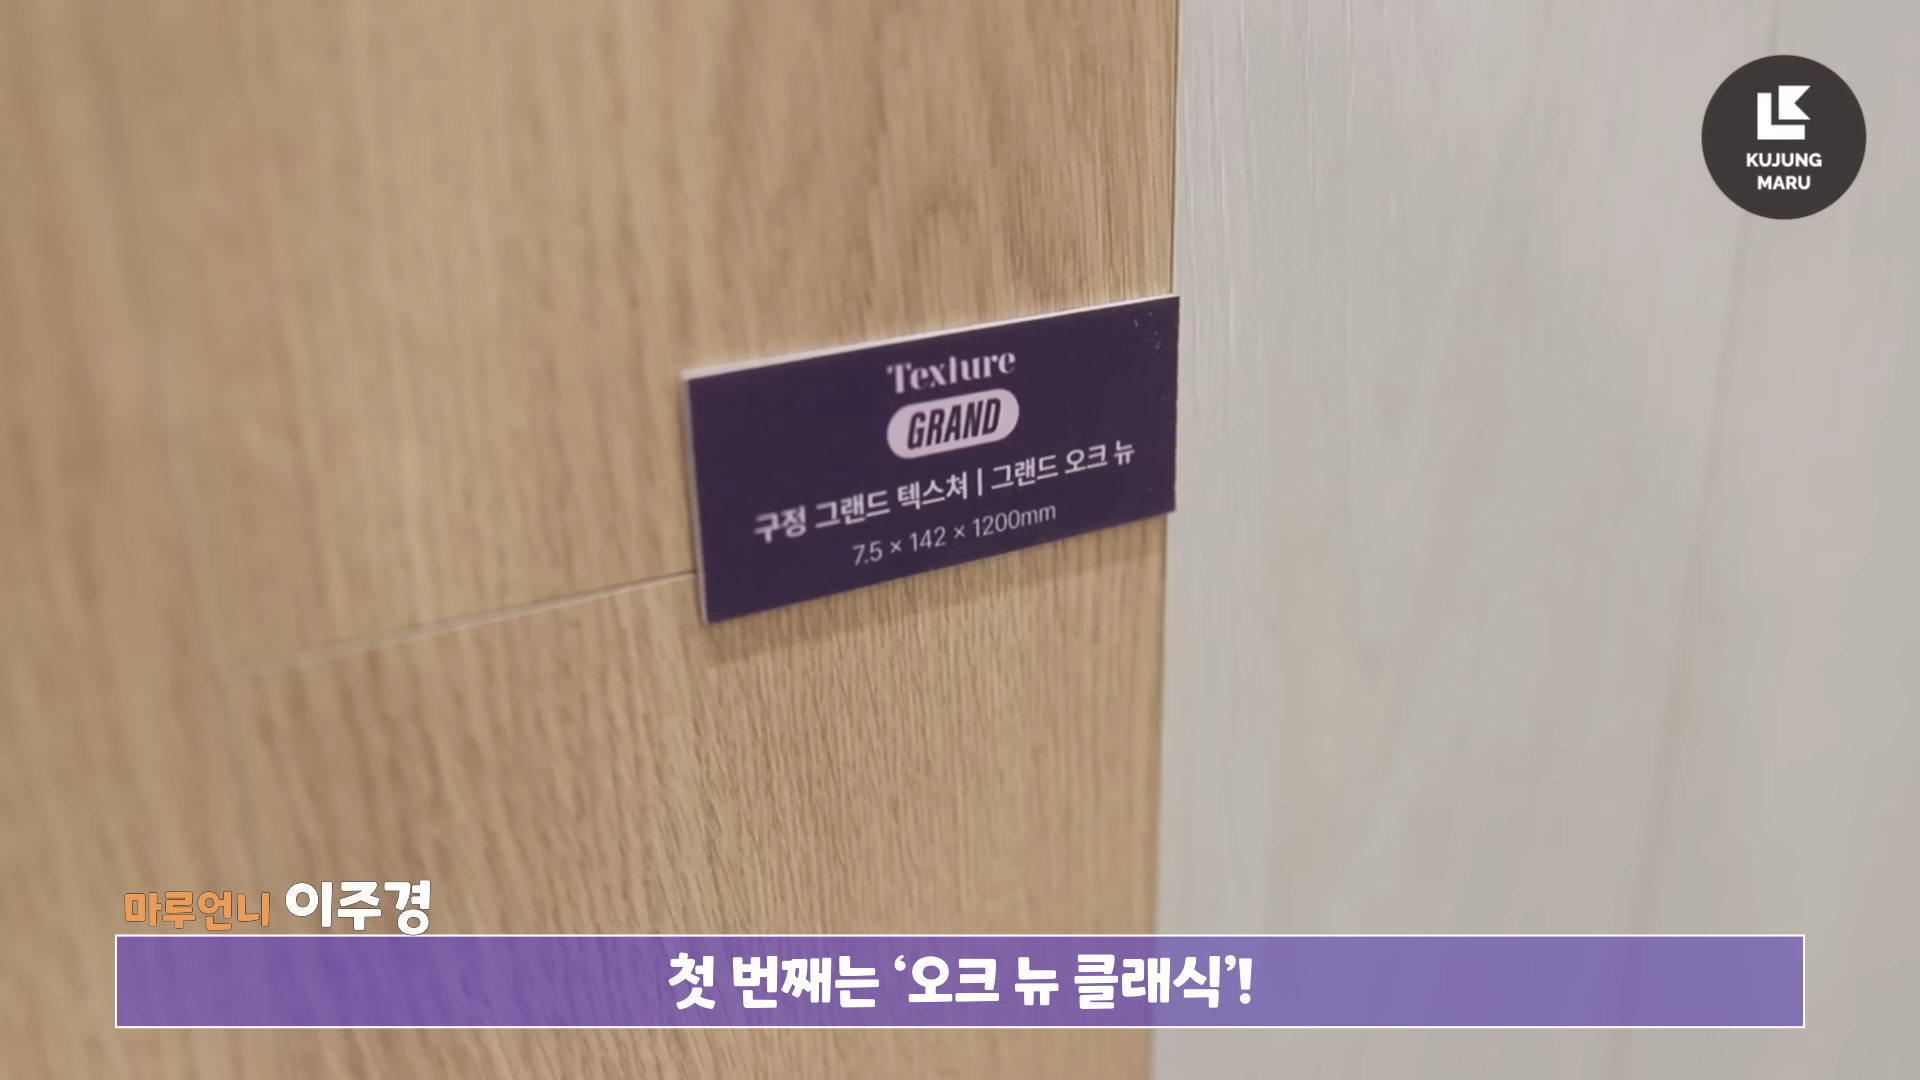 KUJUNG
MARU
Texture
GRAND
구정 그랜드 텍스쳐 | 그랜드 오크 뉴
7.5 × 142 × 1200mm
마루언니 이주경
첫 번째는 ‘오크 뉴 클래식’!